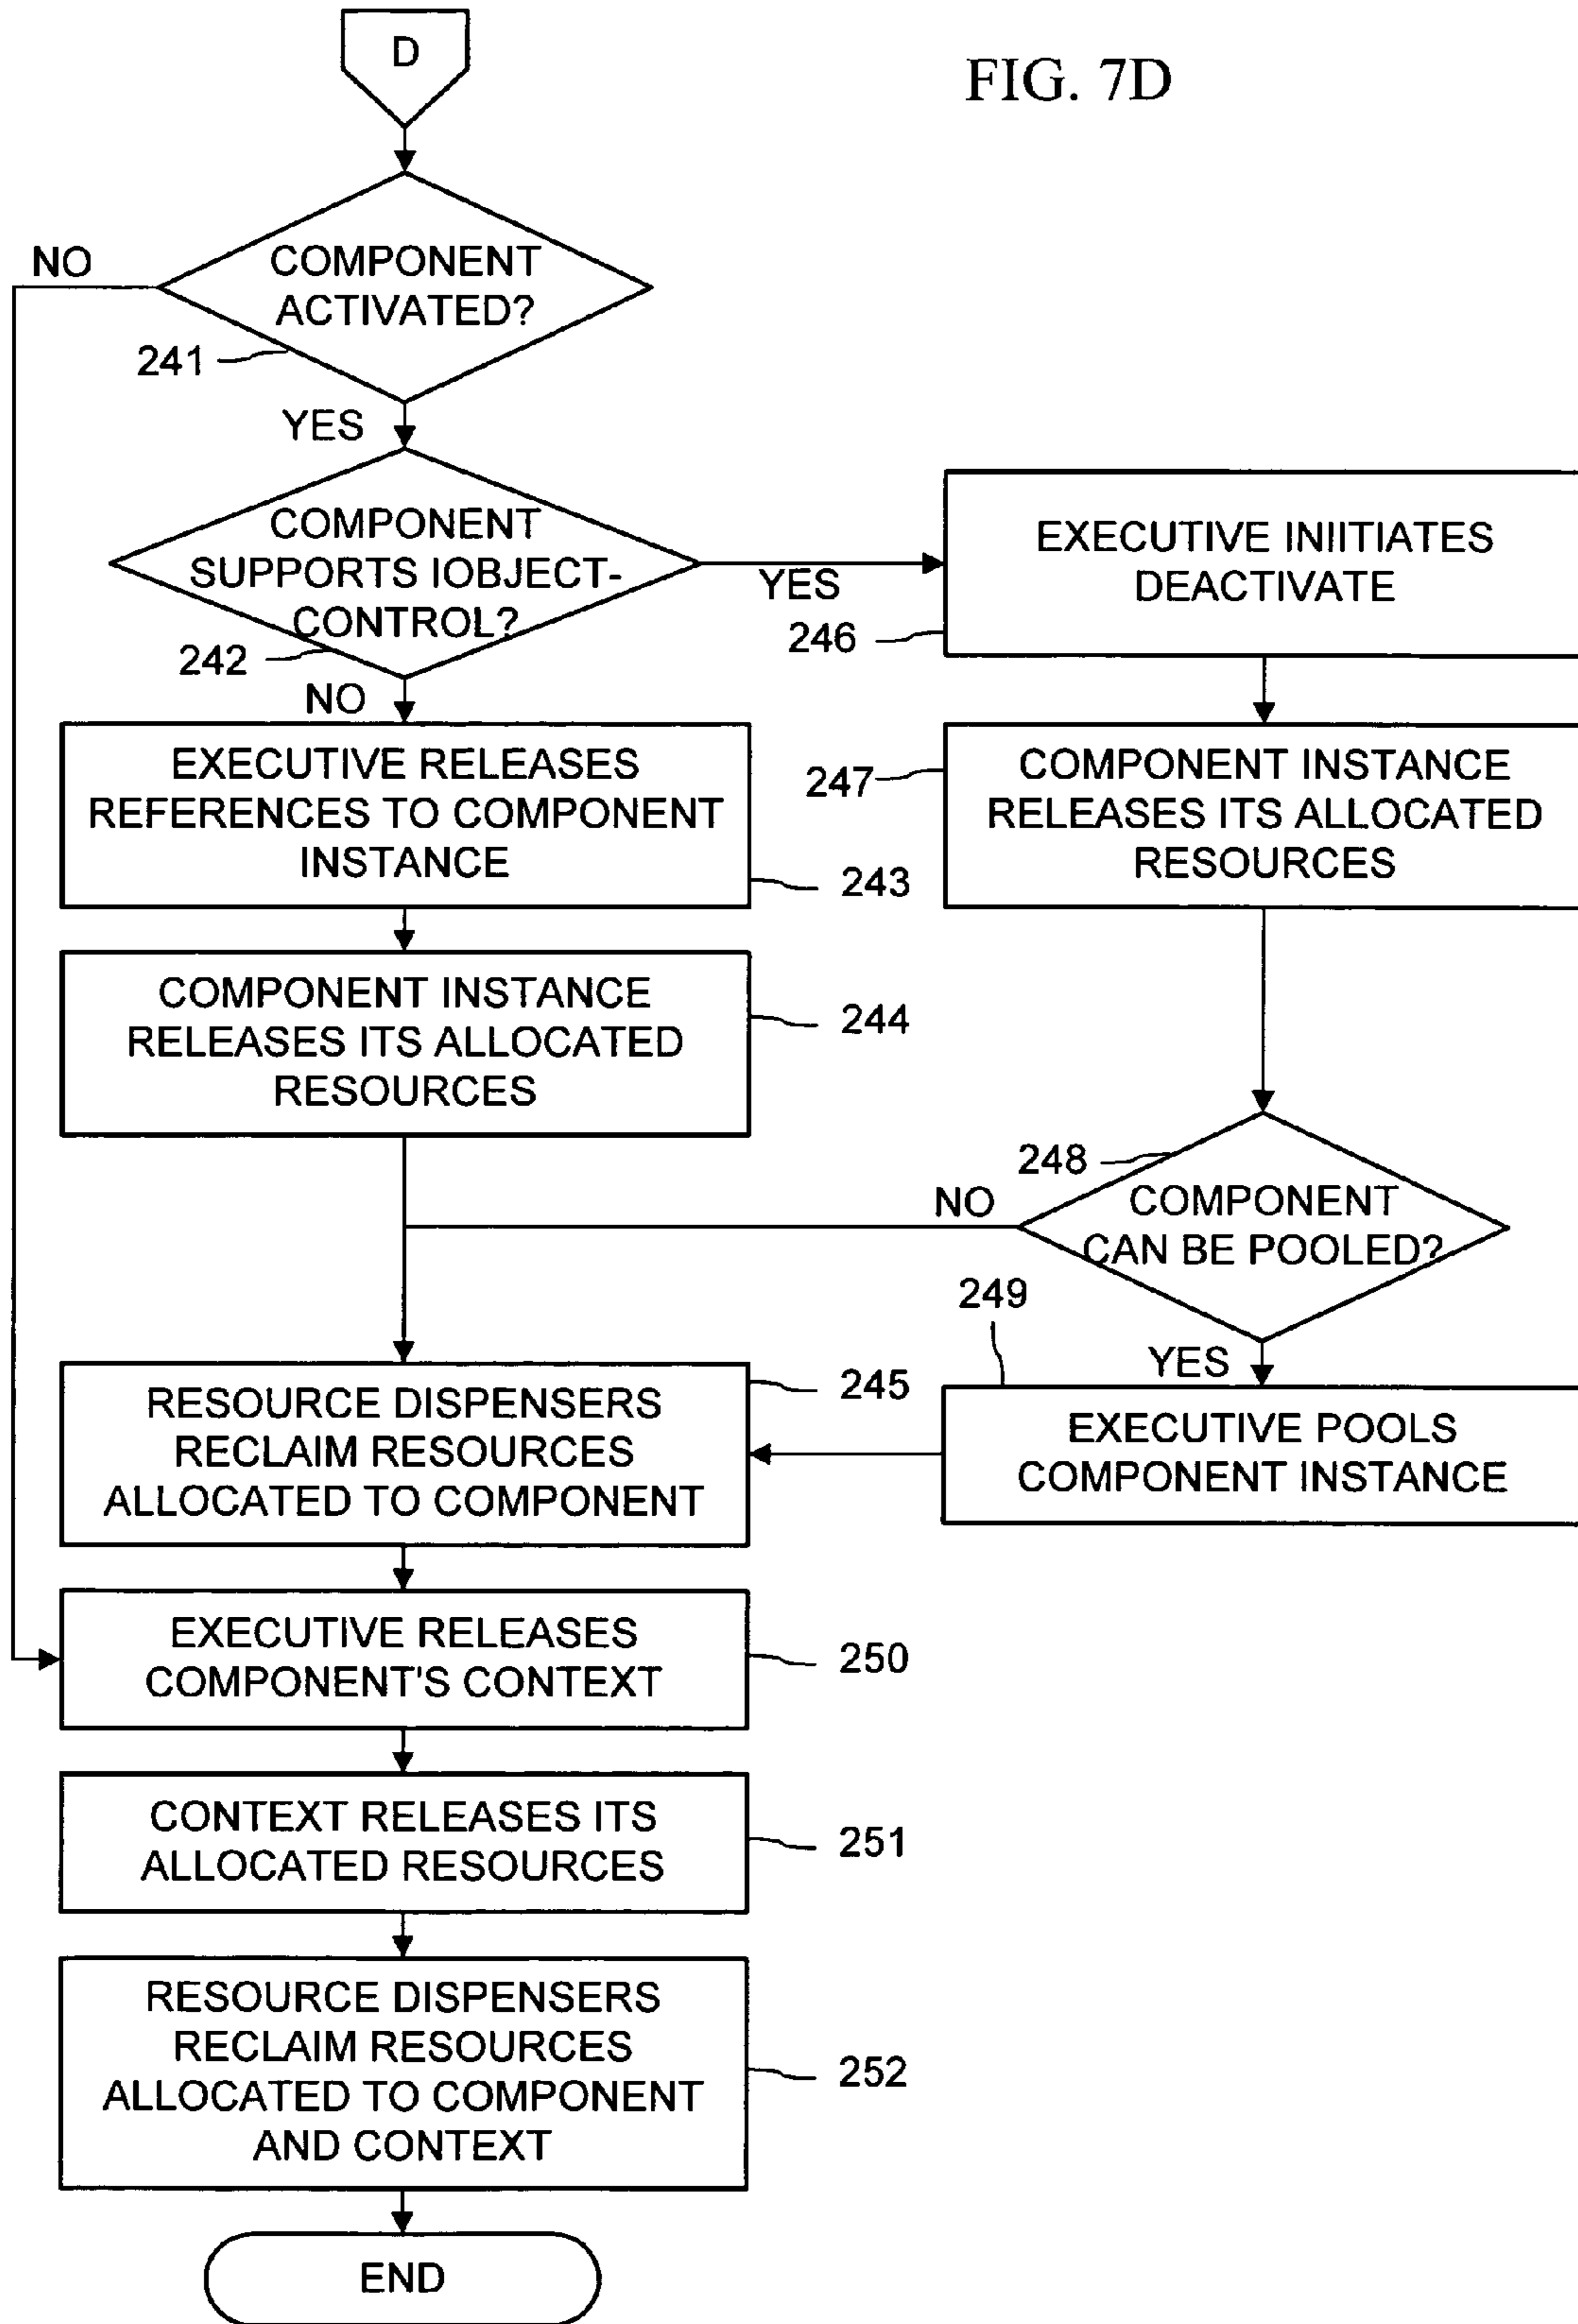 D
FIG. 7D
NO
COMPONENT
ACTIVATED?
241
YES
COMPONENT
SUPPORTS IOBJECT-
CONTROL?
242
YES
EXECUTIVE INIITIATES
DEACTIVATE
246
NO
EXECUTIVE RELEASES
REFERENCES TO COMPONENT
INSTANCE
243
247
COMPONENT INSTANCE
RELEASES ITS ALLOCATED
RESOURCES
COMPONENT INSTANCE
RELEASES ITS ALLOCATED
RESOURCES
244
248
NO
COMPONENT
CAN BE POOLED?
249
YES
RESOURCE DISPENSERS
RECLAIM RESOURCES
ALLOCATED TO COMPONENT
245
EXECUTIVE POOLS
COMPONENT INSTANCE
EXECUTIVE RELEASES
COMPONENT'S CONTEXT
250
CONTEXT RELEASES ITS
ALLOCATED RESOURCES
251
RESOURCE DISPENSERS
RECLAIM RESOURCES
ALLOCATED TO COMPONENT
AND CONTEXT
252
END